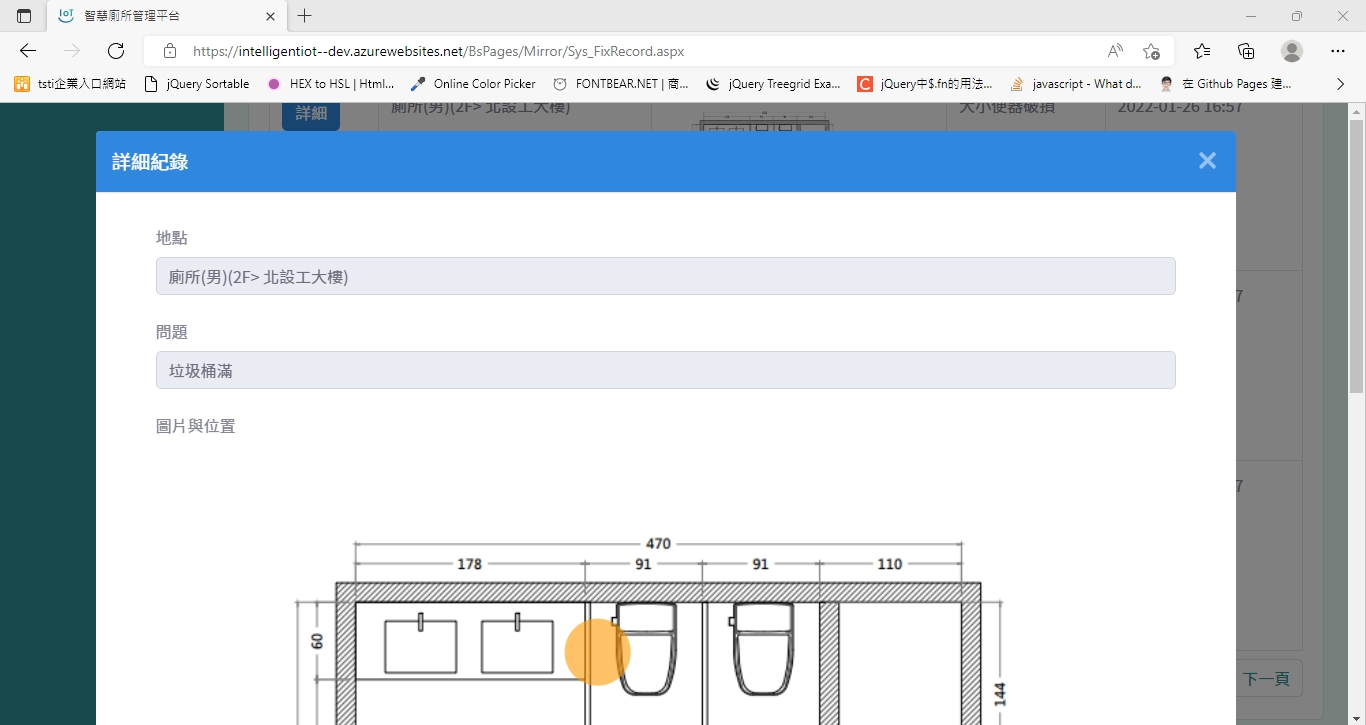 智慧廁所管理平台
https://intelligentiot--dev.azurewebsites.net/BsPages/Mirror/Sys_FixRecord.aspx
tsti企業入口網站
jQuery Sortable
HEX to HSL | Html...
Online Color Picker
FONTBEAR.NET | 商...
jQuery Treegrid Exa...
jQuery中$.fn的用法...
javascript - What d...
在 Github Pages 建...
詳細
廁所(男)(2F> 北設工大樓)
大小便器破損
2022-01-26 16:57
詳細紀錄
地點
廁所(男)(2F> 北設工大樓)
7
問題
垃圾桶滿
圖片與位置
7
470
178
91
91
110
60
144
下一頁